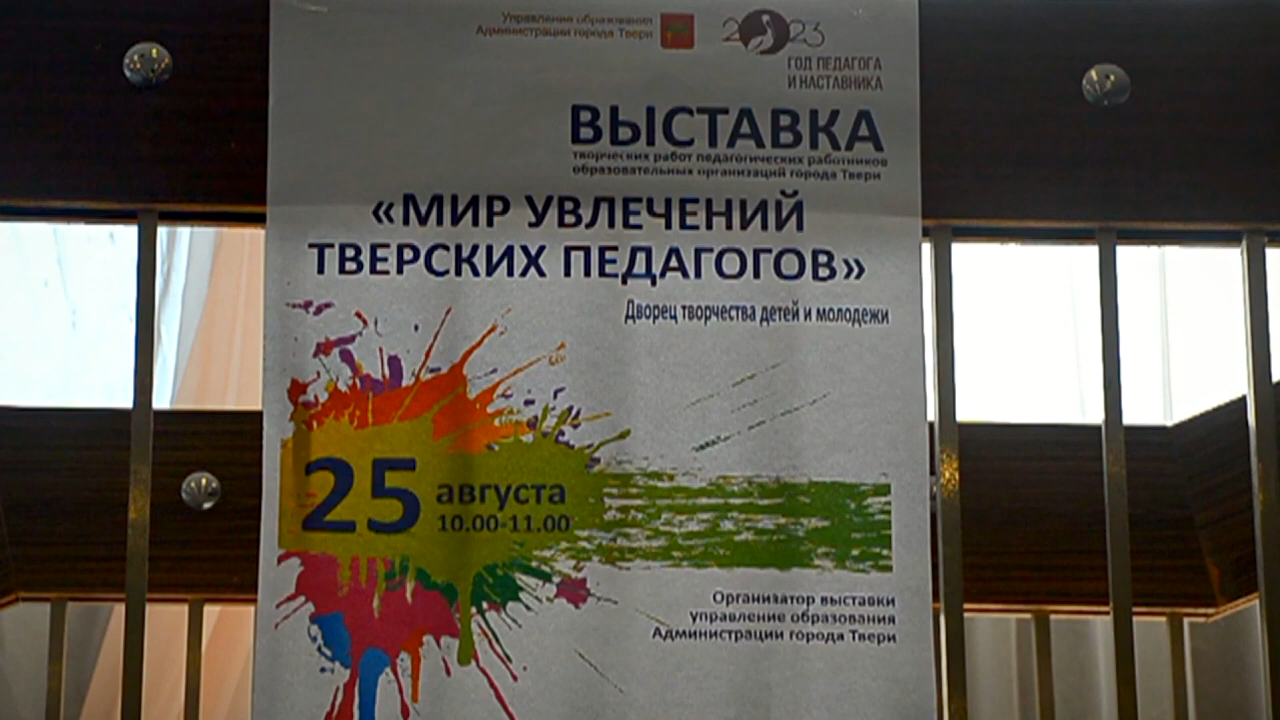 Управление образования
Администрации города Твери
2023
ГОД ПЕДАГОГА
И НАСТАВНИКА
ВЫСТАВКА
творческих работ педагогических работников
образовательных организаций города Твери
«МИР УВЛЕЧЕНИЙ
ТВЕРСКИХ ПЕДАГОГОВ»
Дворец творчества детей и молодежи
25 августа
10.00-11.00
Организатор выставки
управление образования
Администрации города Твери